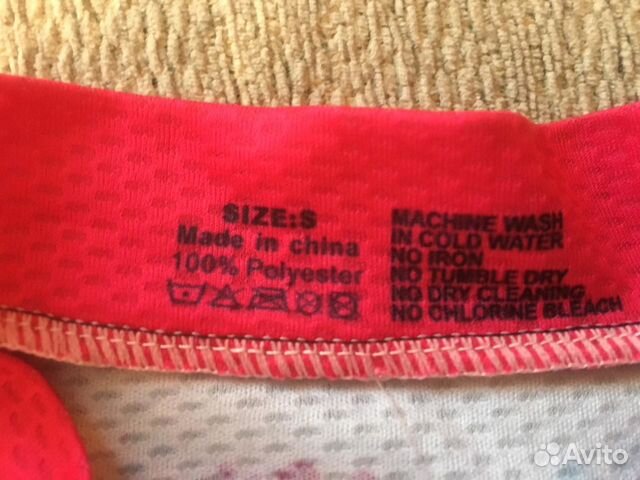 SIZE:S
Made in china
100% Polyester
MACHINE WASH
IN COLD WATER
NO IRON
NO TUMBLE DRY
NO DRY CLEANING
NO CHLORINE BLEACH
Avito